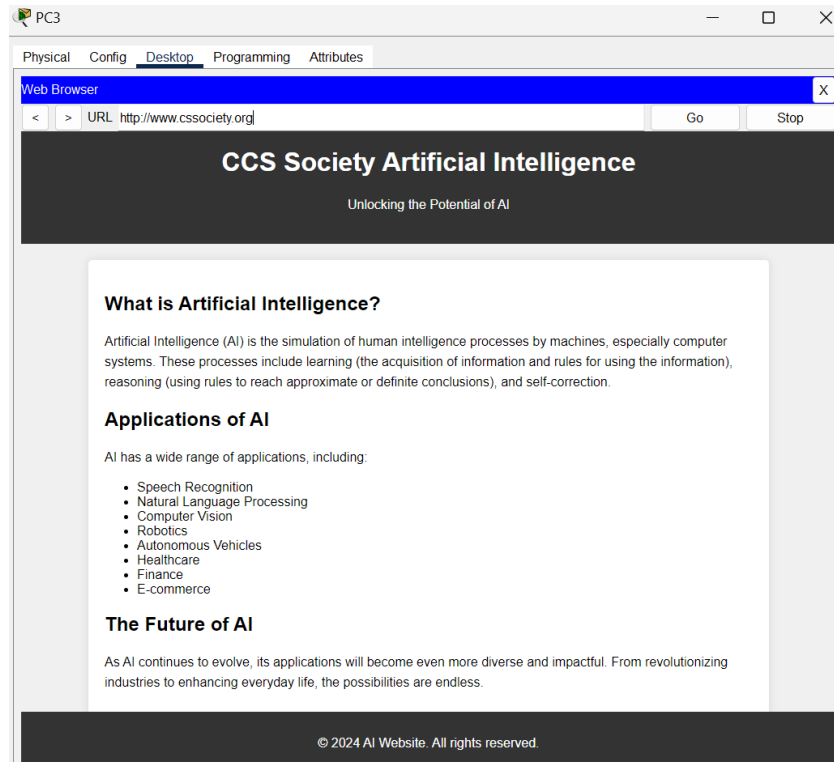 PC3
Physical Config Desktop Programming Attributes
Web Browser X
< > URL http://www.cssociety.org Go Stop
CCS Society Artificial Intelligence
Unlocking the Potential of AI
What is Artificial Intelligence?
Artificial Intelligence (AI) is the simulation of human intelligence processes by machines, especially computer
systems. These processes include learning (the acquisition of information and rules for using the information),
reasoning (using rules to reach approximate or definite conclusions), and self-correction.
Applications of AI
AI has a wide range of applications, including:
• Speech Recognition
• Natural Language Processing
• Computer Vision
• Robotics
• Autonomous Vehicles
• Healthcare
• Finance
• E-commerce
The Future of AI
As AI continues to evolve, its applications will become even more diverse and impactful. From revolutionizing
industries to enhancing everyday life, the possibilities are endless.
© 2024 AI Website. All rights reserved.